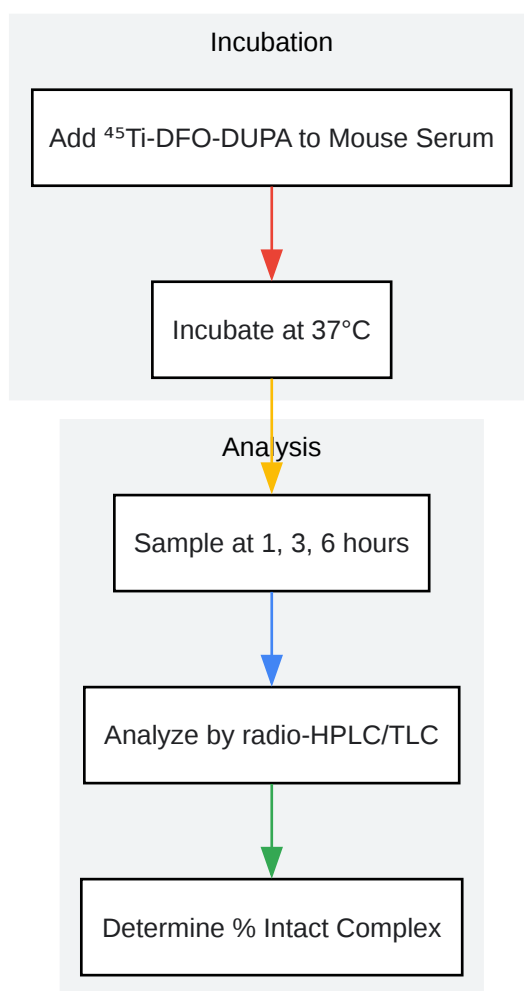 Incubation
Add ⁴⁵Ti-DFO-DUPA to Mouse Serum
Incubate at 37°C
Analysis
Sample at 1, 3, 6 hours
Analyze by radio-HPLC/TLC
Determine % Intact Complex